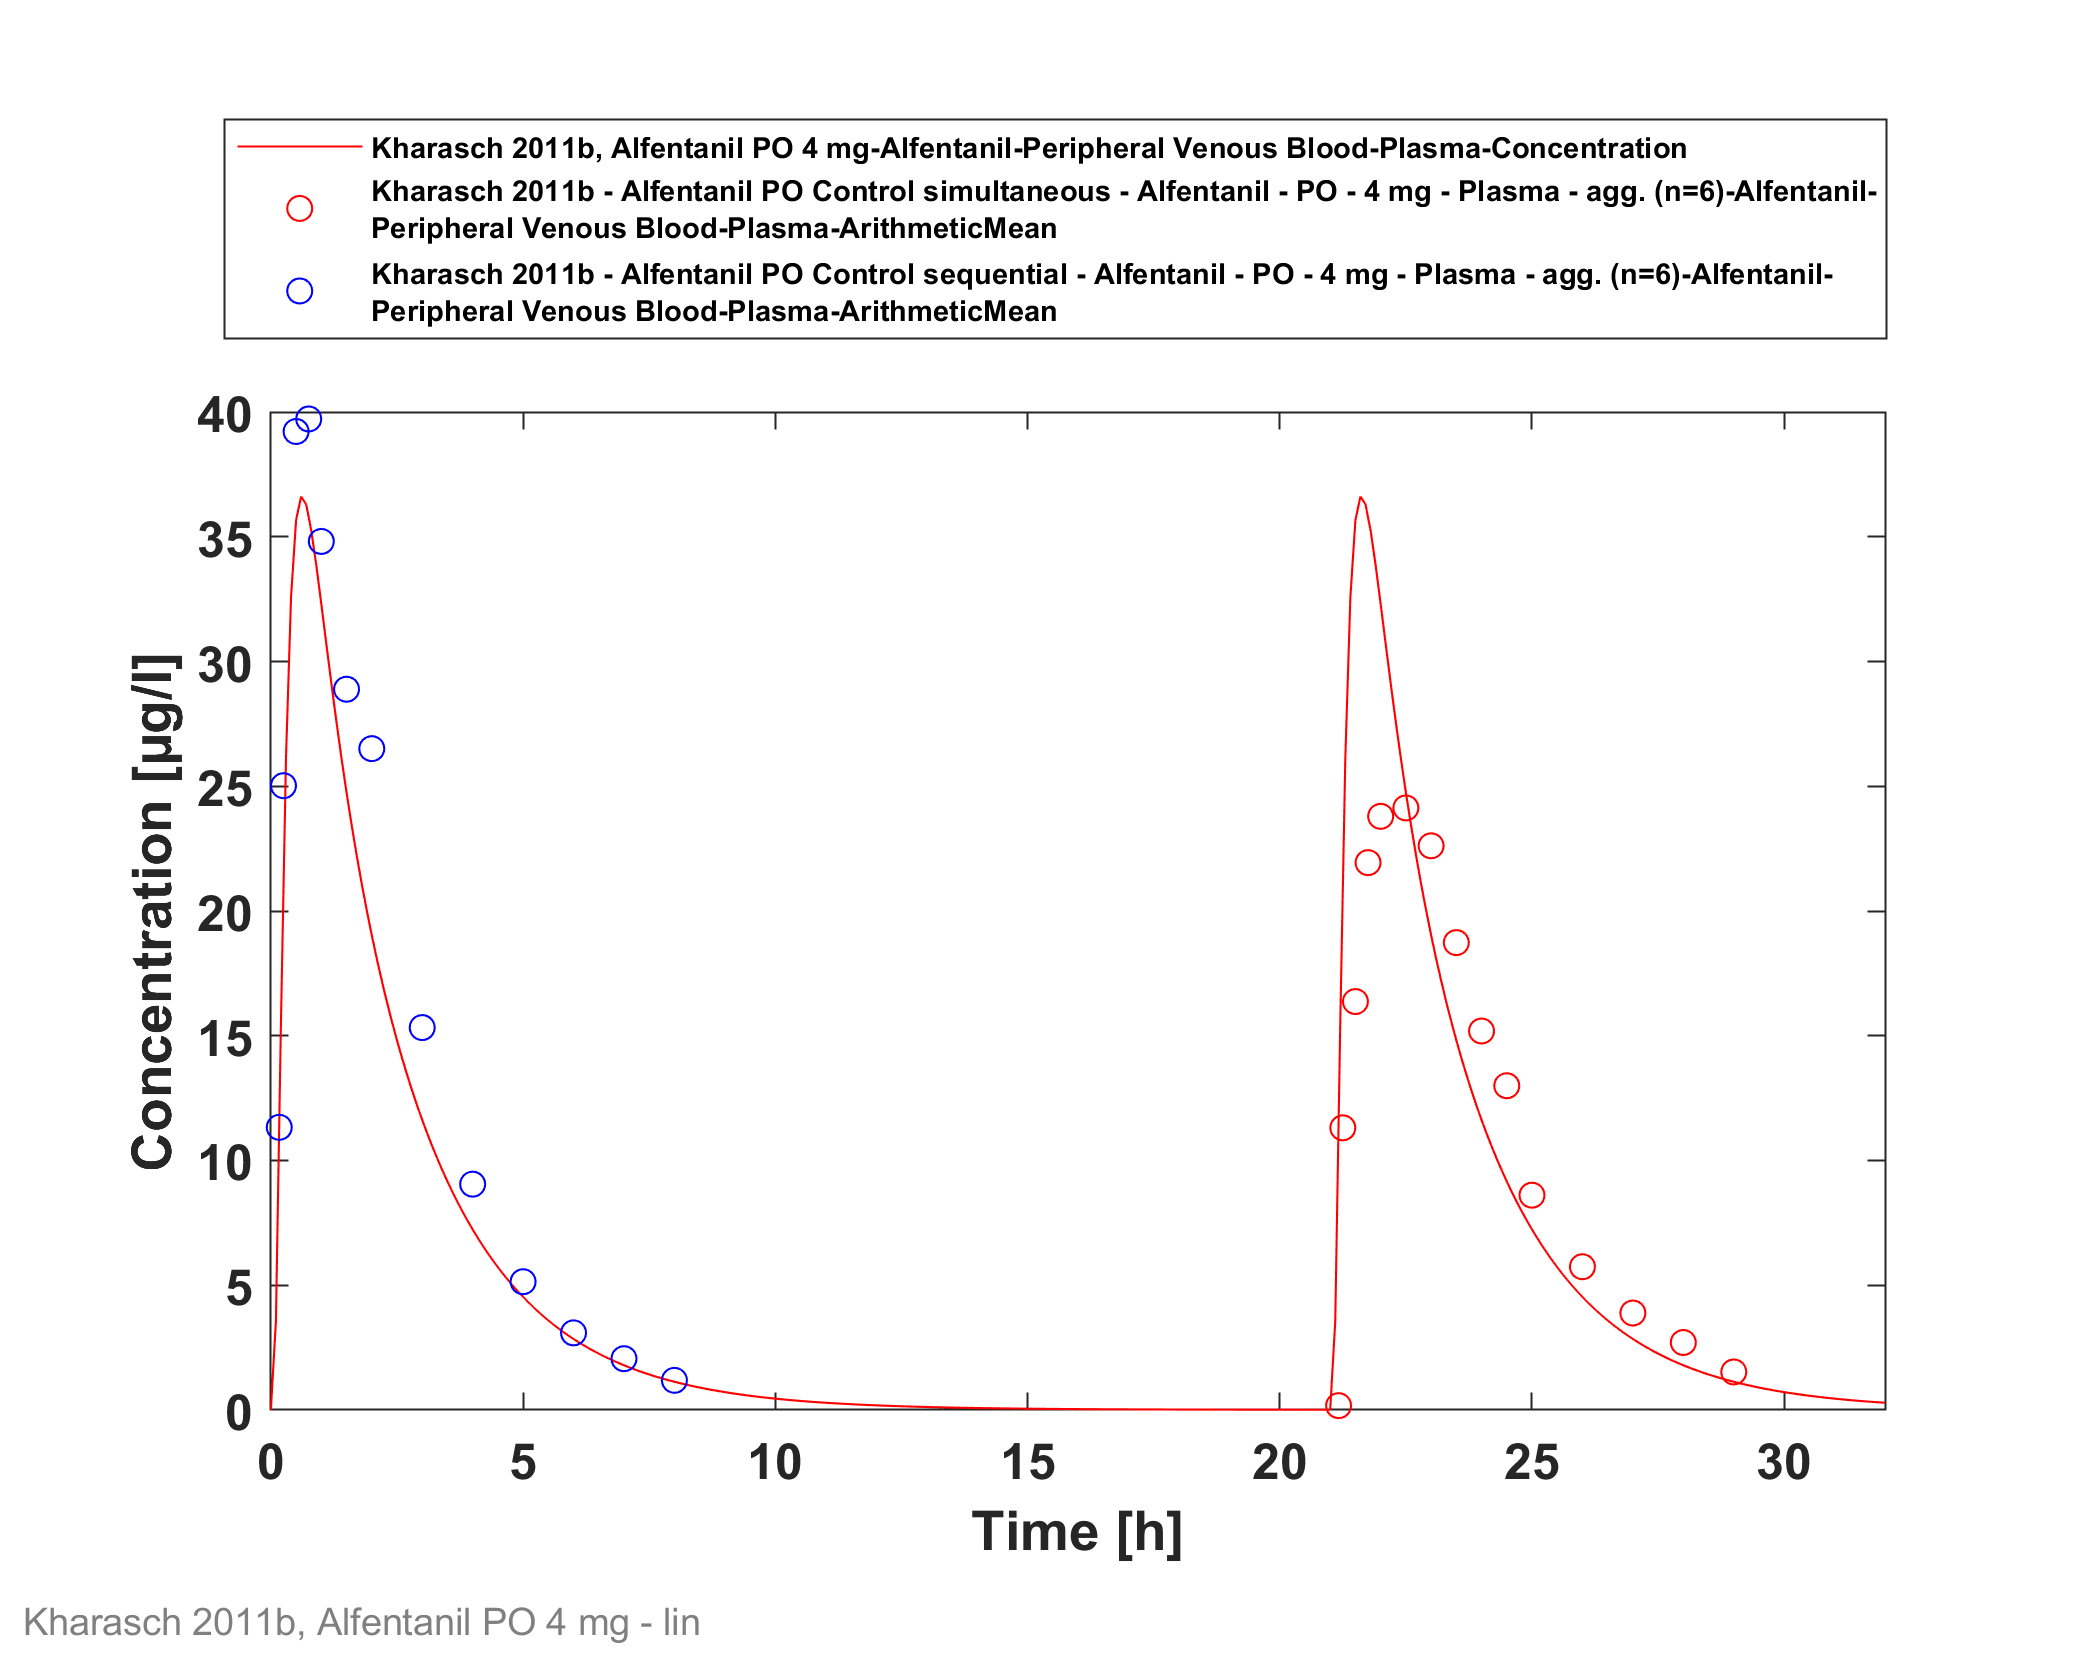 Kharasch 2011b, Alfentanil PO 4 mg-Alfentanil-Peripheral Venous Blood-Plasma-Concentration
Kharasch 2011b - Alfentanil PO Control simultaneous - Alfentanil - PO - 4 mg - Plasma - agg. (n=6)-Alfentanil-
Peripheral Venous Blood-Plasma-ArithmeticMean
Kharasch 2011b - Alfentanil PO Control sequential - Alfentanil - PO - 4 mg - Plasma - agg. (n=6)-Alfentanil-
Peripheral Venous Blood-Plasma-ArithmeticMean
40
35
30
25
20
15
10
5
0
Concentration [µg/l]
0 5 10 15 20 25 30
Time [h]
Kharasch 2011b, Alfentanil PO 4 mg - lin